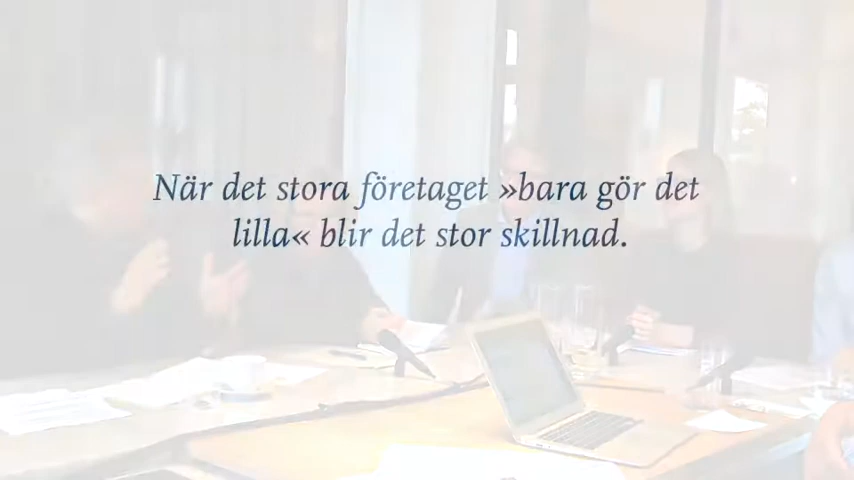 När det stora företaget »bara gör det
lilla« blir det stor skillnad.